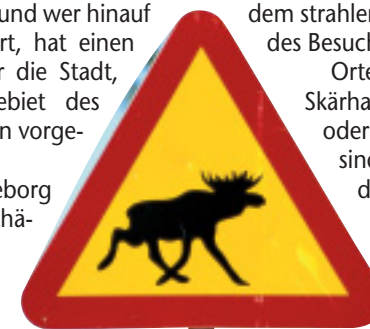 und wer hinauf
rt, hat einen
r die Stadt,
ebiet des
n vorge-
eborg
hä-
dem strahlen
des Besuch
Orte
Skärha
oder
sind
d